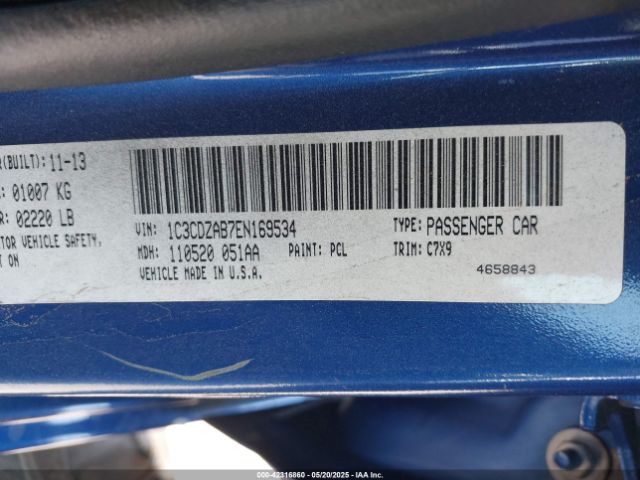 R(BUILT): 11-13
: 01007 KG
R: 02220 LB
TOR VEHICLE SAFETY,
T ON
VIN: 1C3CDZAB7EN169534
TYPE: PASSENGER CAR
MDH: 110520 051AA
PAINT: PCL
TRIM: C7X9
VEHICLE MADE IN U.S.A.
4658843
000-42316860 - 05/20/2025 - IAA Inc.